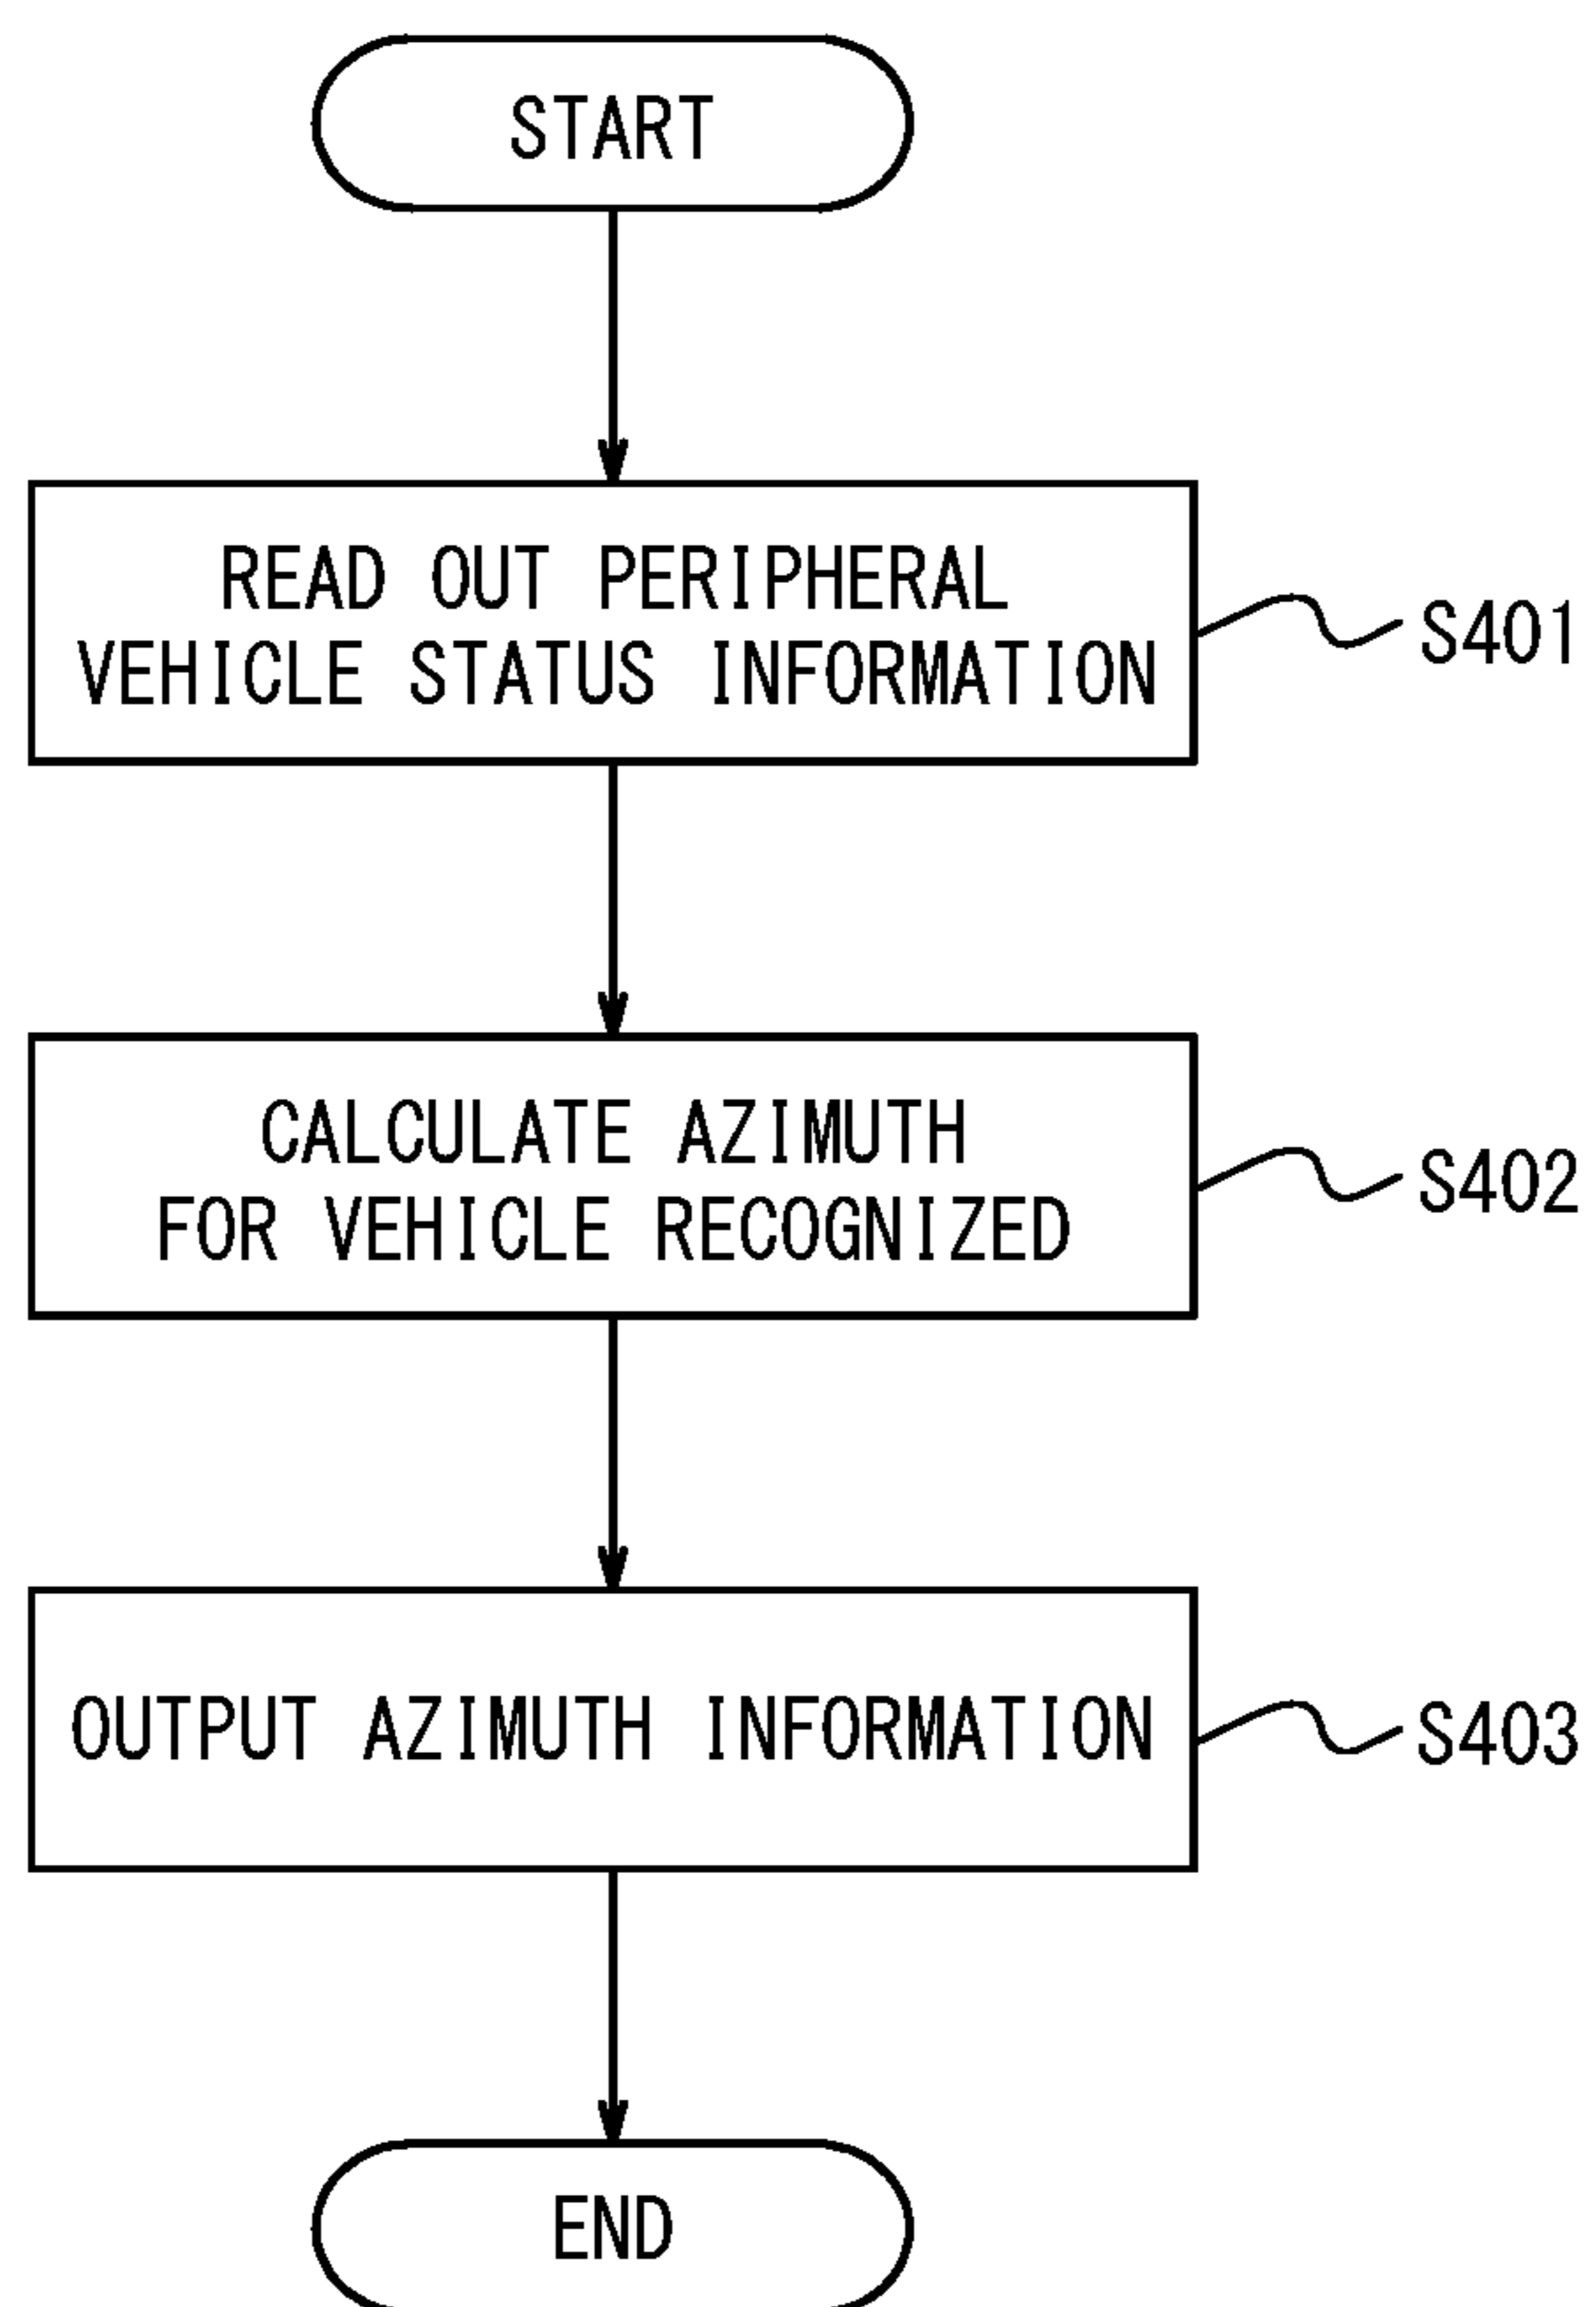 START
READ OUT PERIPHERAL
VEHICLE STATUS INFORMATION
S401
CALCULATE AZIMUTH
FOR VEHICLE RECOGNIZED
S402
OUTPUT AZIMUTH INFORMATION
S403
END